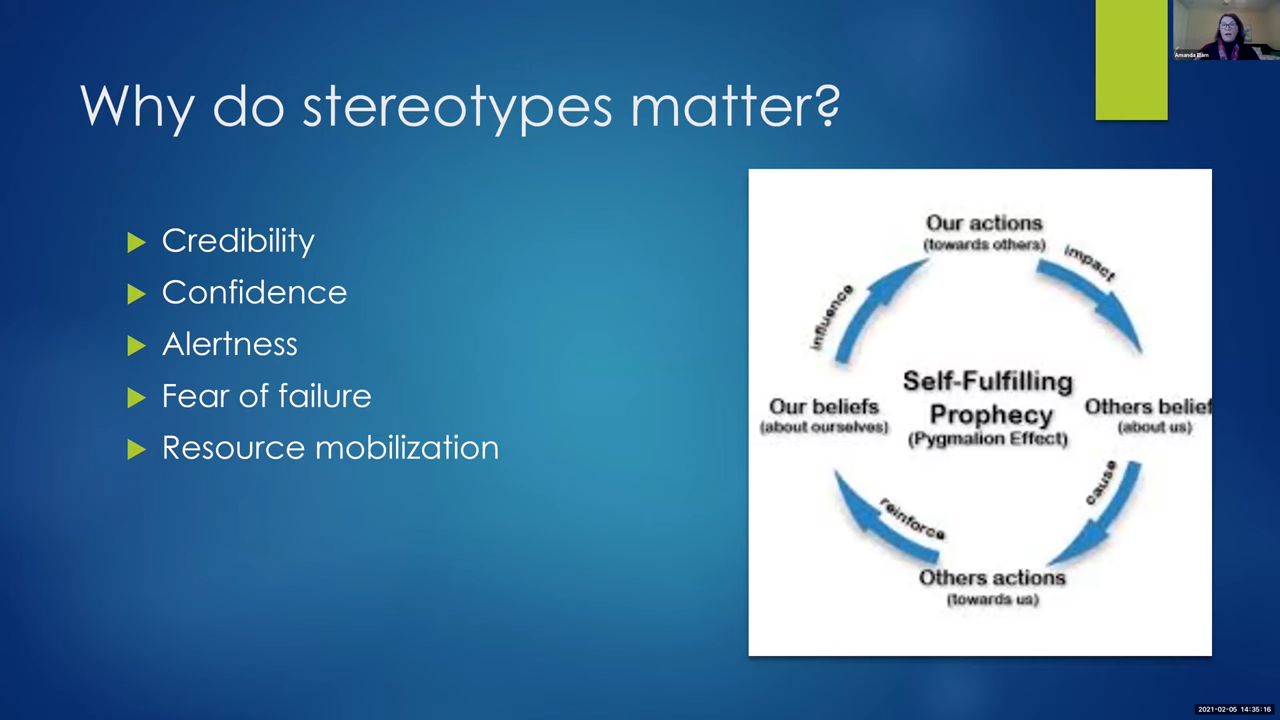 Why do stereotypes matter?
Credibility
Confidence
Alertness
Fear of failure
Resource mobilization
Our actions
(towards others)
impact
influence
Self-Fulfilling
Prophecy
(Pygmalion Effect)
Our beliefs
(about ourselves)
Others belief
(about us)
cause
reinforce
Others actions
(towards us)
Amanda
2021-02-05 14:35:16